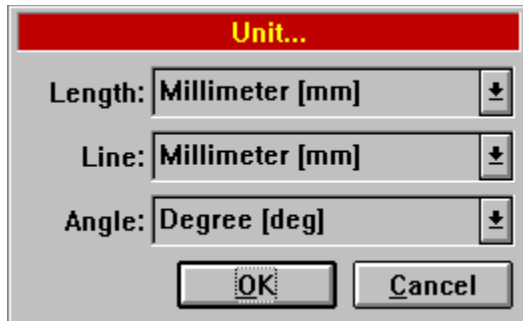 Unit...
Length: Millimeter [mm]
Line: Millimeter [mm]
Angle: Degree [deg]
OK Cancel